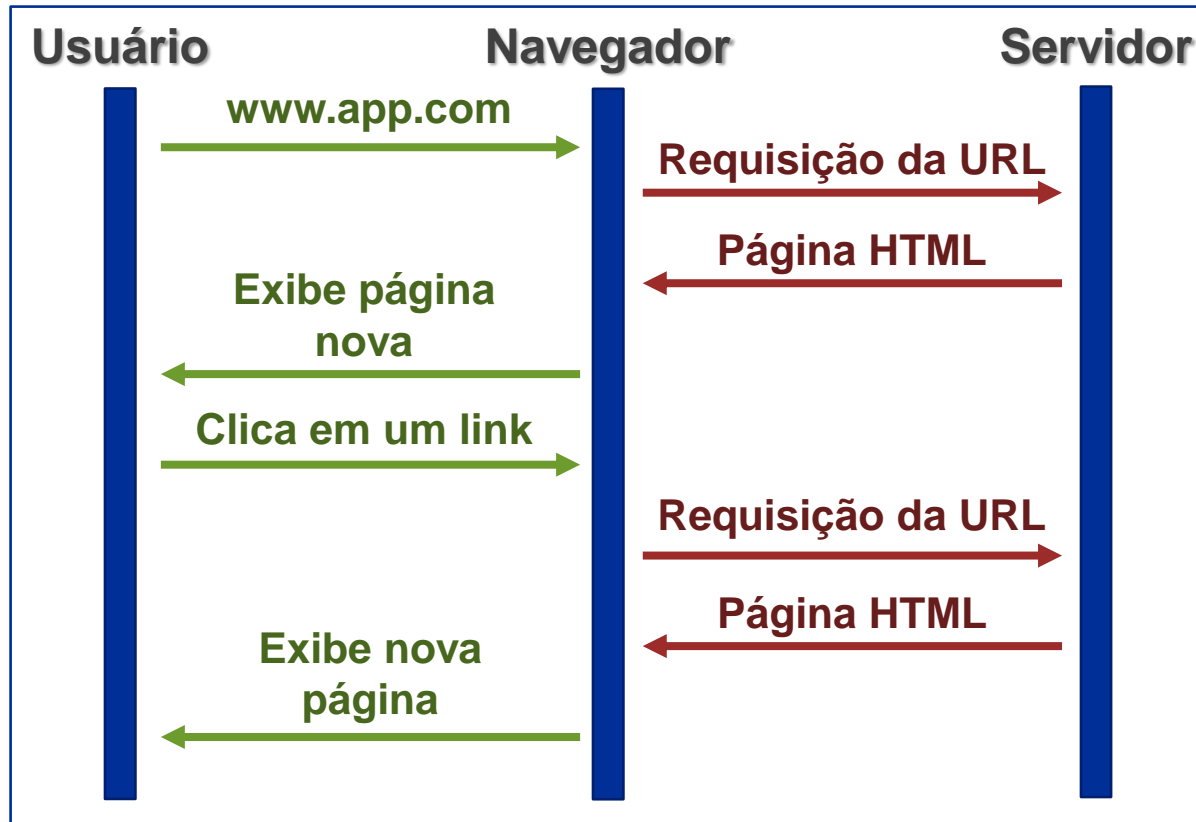 Usuário
Navegador
Servidor
www.app.com
Requisição da URL
Página HTML
Exibe página
nova
Clica em um link
Requisição da URL
Página HTML
Exibe nova
página